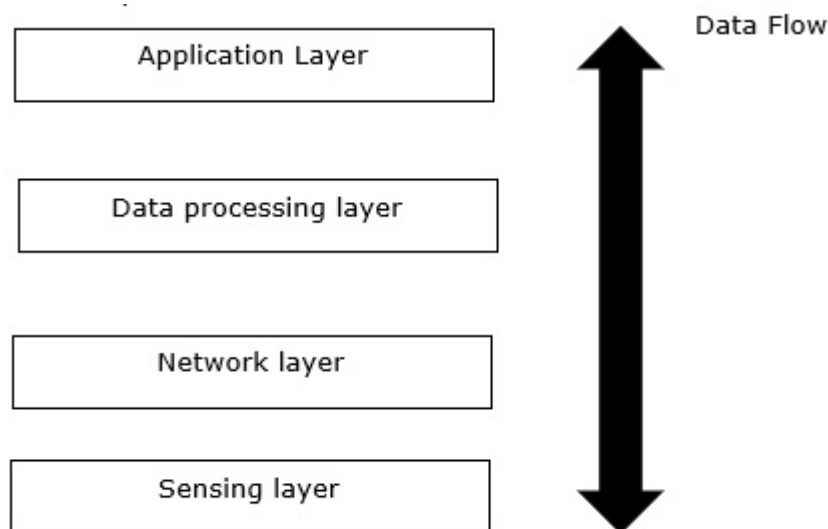 Data Flow
Application Layer
Data processing layer
Network layer
Sensing layer